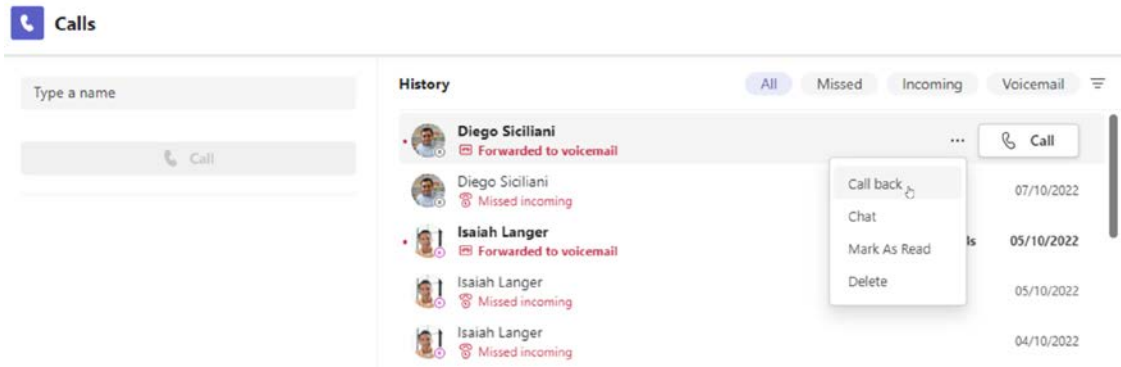 Calls
Type a name
Call
History
All Missed Incoming Voicemail
Diego Siciliani
Forwarded to voicemail
Call
Diego Siciliani
Missed incoming
07/10/2022
Isaiah Langer
Forwarded to voicemail
05/10/2022
Isaiah Langer
Missed incoming
05/10/2022
Isaiah Langer
Missed incoming
04/10/2022
Call back
Chat
Mark As Read
Delete